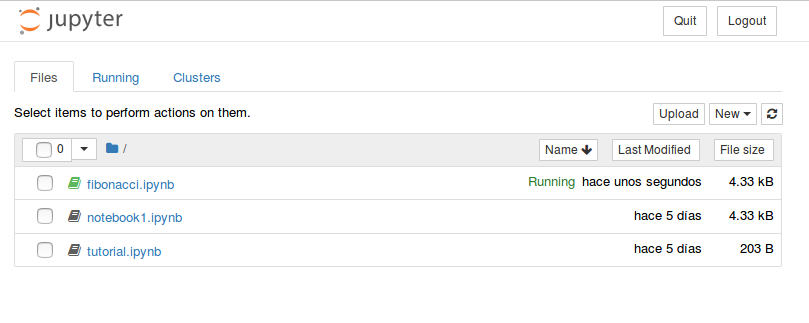 jupyter Quit Logout
Files Running Clusters
Select items to perform actions on them. Upload New
0 / Name Last Modified File size
fibonacci.ipynb Running hace unos segundos 4.33 kB
notebook1.ipynb hace 5 días 4.33 kB
tutorial.ipynb hace 5 días 203 B